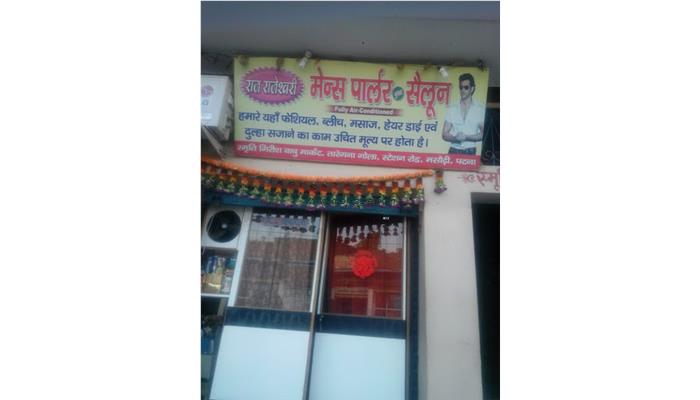 रात रातेश्वरी
मेन्स पार्लर सैलून
Fully Air Conditioned
हमारे यहाँ फेशियल, ब्लीच, मसाज, हेयर डाई एवं
दुल्हा सजाने का काम उचित मूल्य पर होता है।
स्मृति गिरीश बाबु मार्केट, तारेगना गोला, स्टेशन रोड, मसौढ़ी, पटना
स्मृ